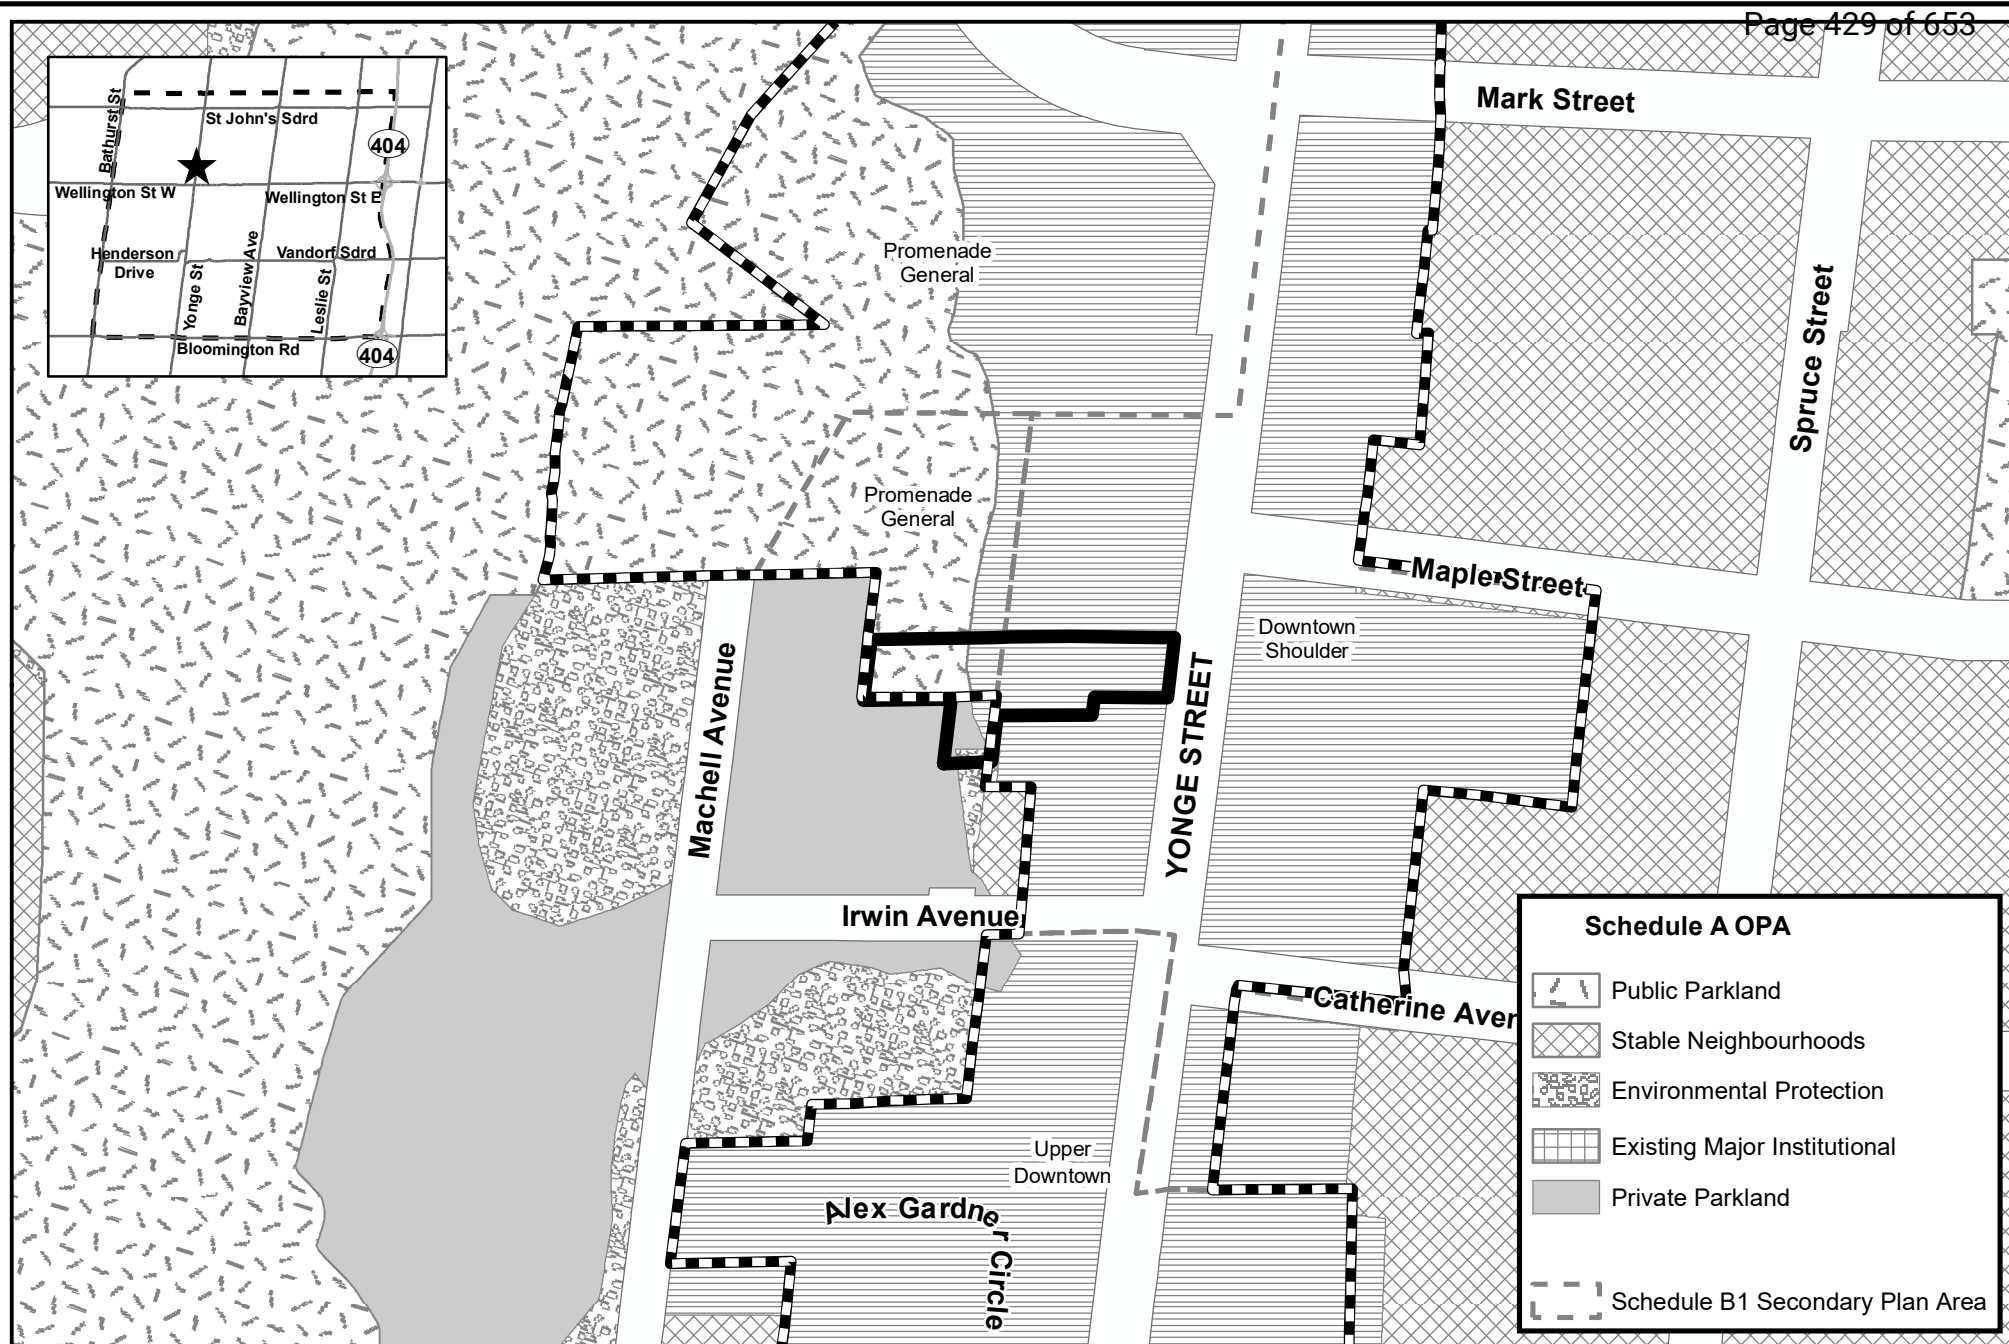 Page 429 of 653
Bathurst St
St John's Sdrd
404
Wellington St W
Wellington St E
Henderson
Drive
Yonge St
Bayview Ave
Vandorf Sdrd
Leslie St
Bloomington Rd
404
Mark Street
Promenade
General
Spruce Street
Promenade
General
Maple Street
Downtown
Shoulder
Machell Avenue
YONGE STREET
Irwin Avenue
Catherine Aven
Upper
Downtown
Alex Gardner Circle
Schedule A OPA
Public Parkland
Stable Neighbourhoods
Environmental Protection
Existing Major Institutional
Private Parkland
Schedule B1 Secondary Plan Area